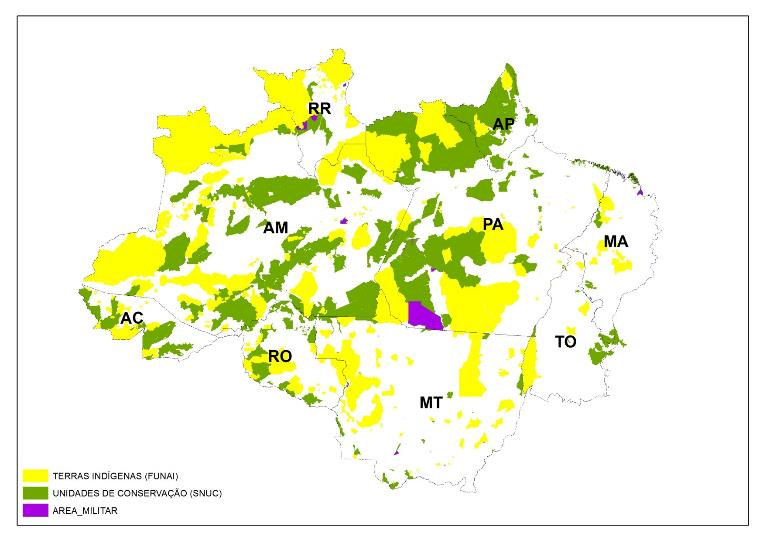 RR
AP
AM
PA
MA
AC
RO
TO
MT
TERRAS INDÍGENAS (FUNAI)
UNIDADES DE CONSERVAÇÃO (SNUC)
AREA_MILITAR